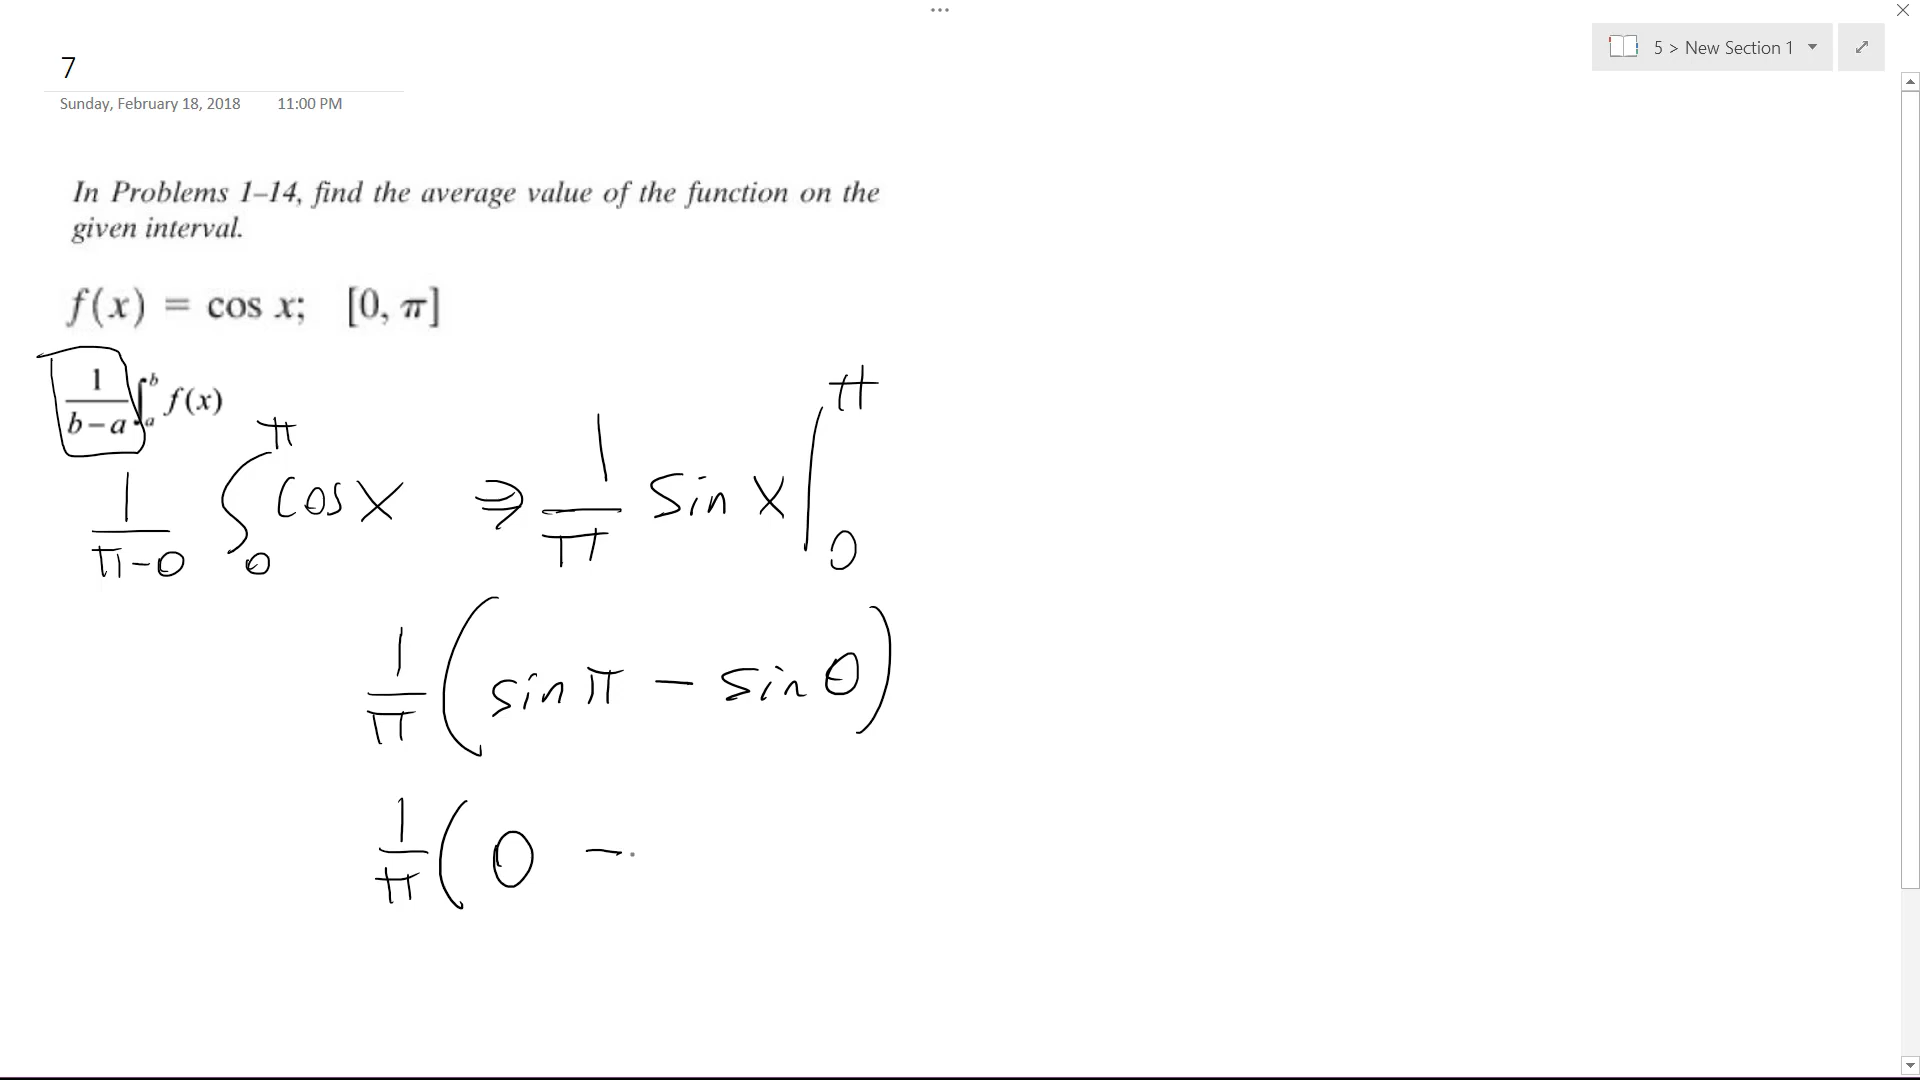 5 > New Section 1
7
Sunday, February 18, 2018 11:00 PM
In Problems 1–14, find the average value of the function on the
given interval.
f(x) = cos x; [0, π]
1/(b−a) ∫_a^b f(x)
1/(π−0) ∫_0^π cos x ⇒ 1/π sin x |_0^π
1/π (sin π − sin 0)
1/π ( 0 −